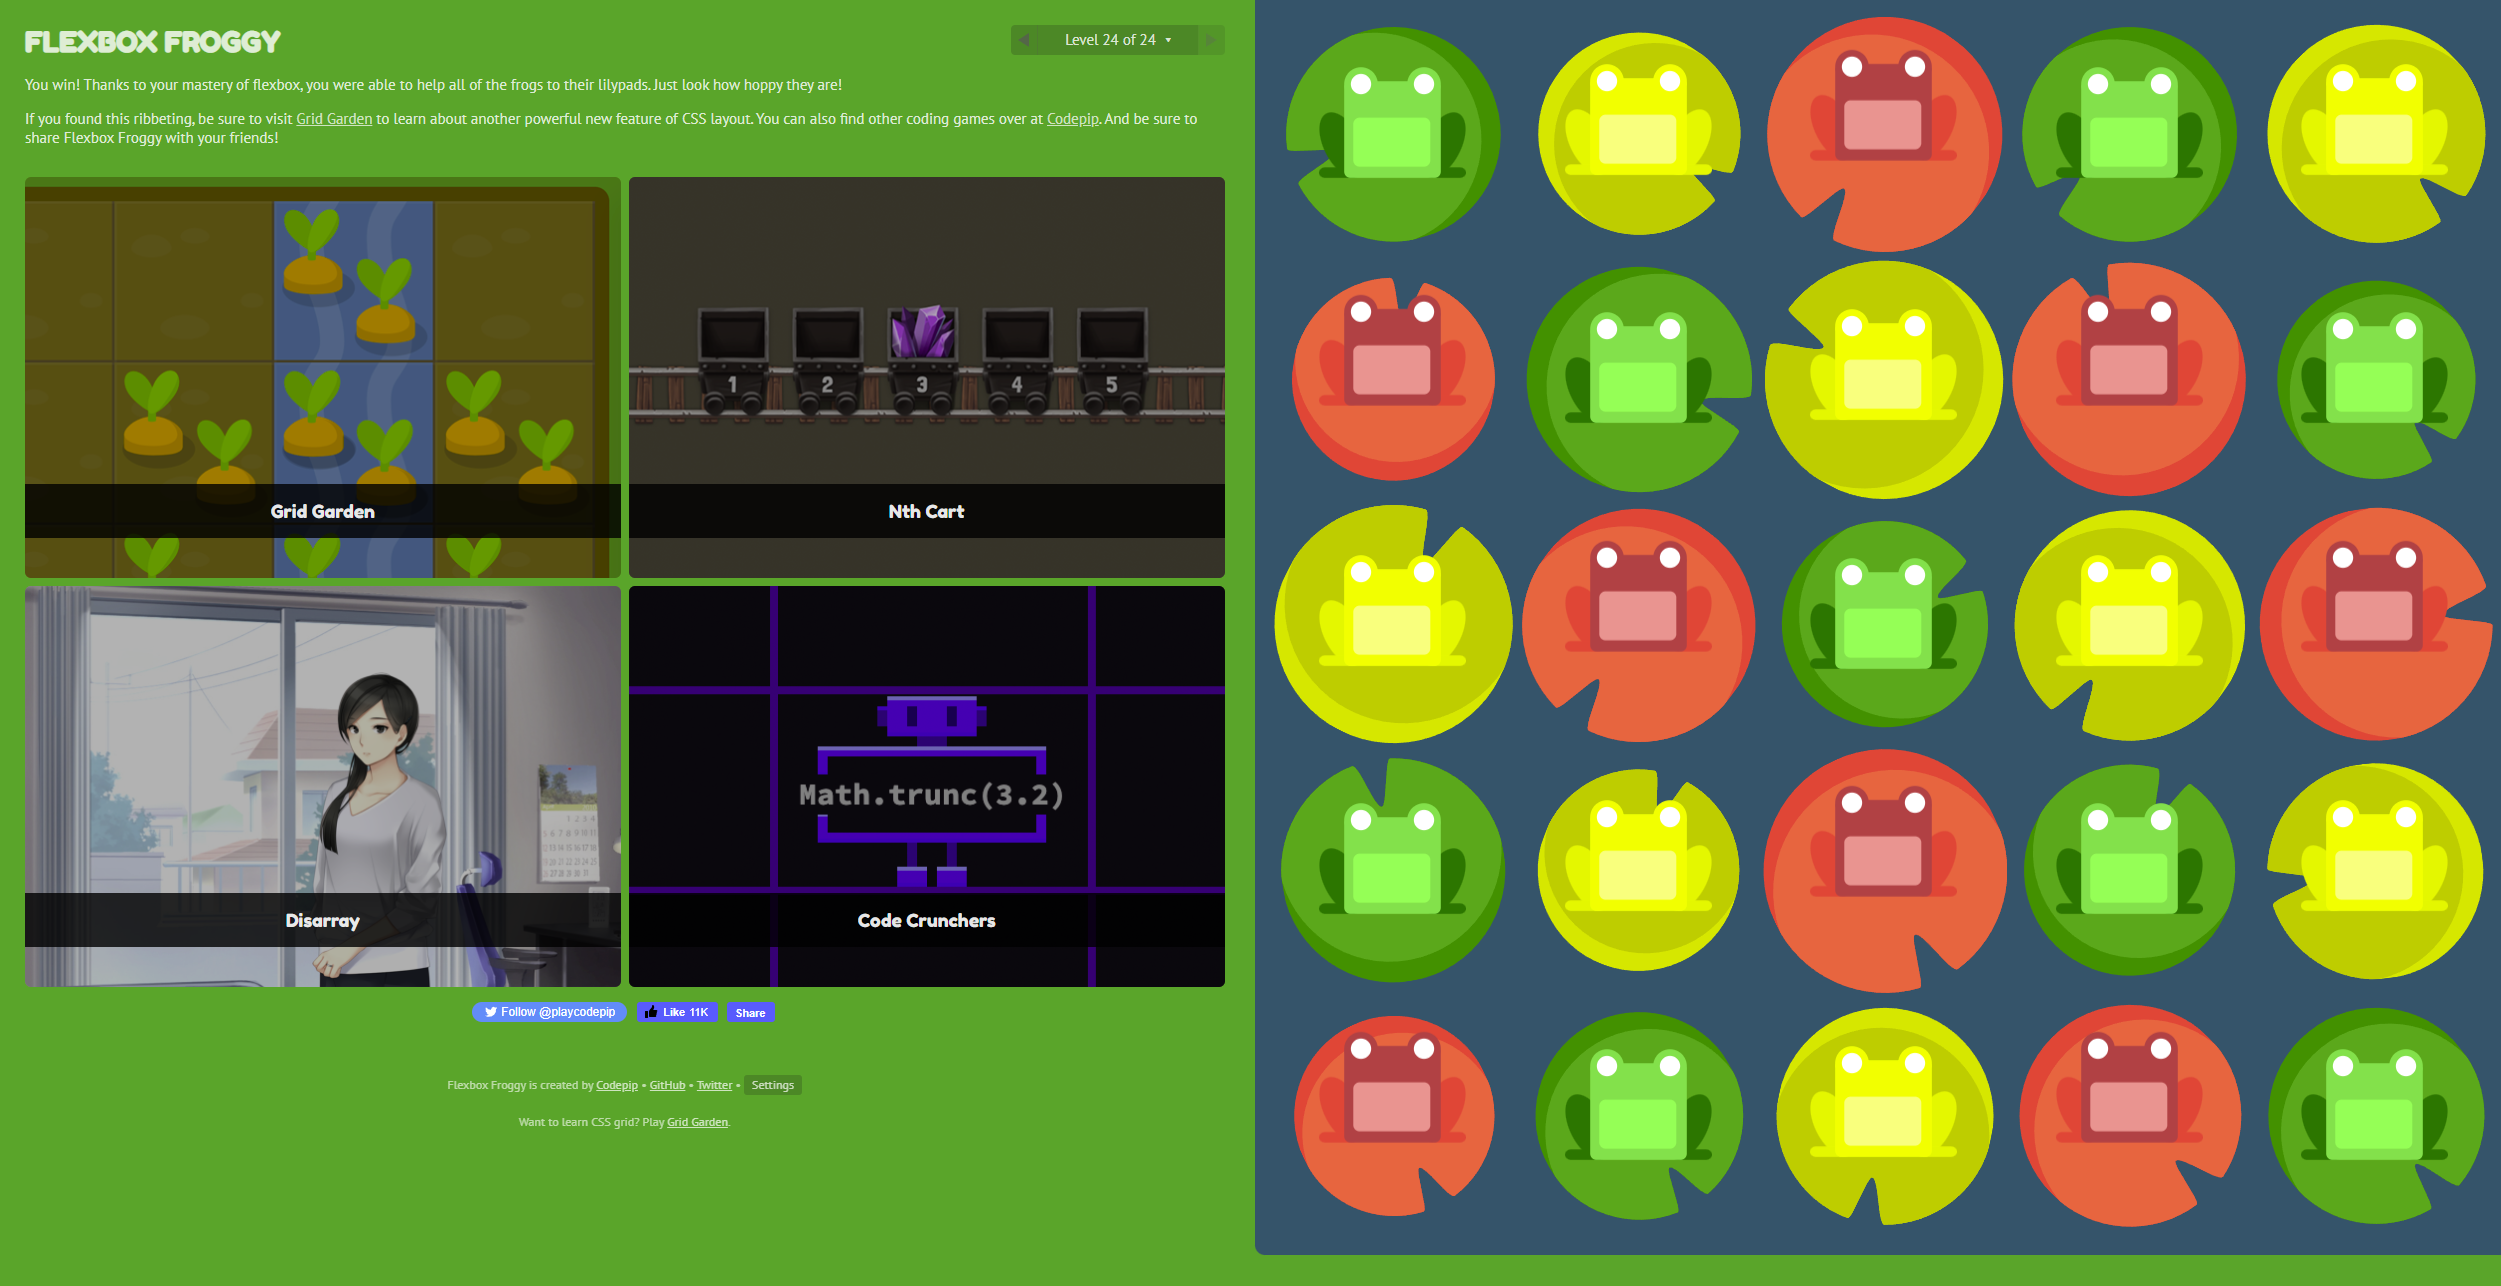 FLEXBOX FROGGY
Level 24 of 24
You win! Thanks to your mastery of flexbox, you were able to help all of the frogs to their lilypads. Just look how hoppy they are!
If you found this ribbeting, be sure to visit Grid Garden to learn about another powerful new feature of CSS layout. You can also find other coding games over at Codepip. And be sure to
share Flexbox Froggy with your friends!
1 2 3 4 5
Grid Garden
Nth Cart
Math.trunc(3.2)
Disarray
Code Crunchers
Follow @playcodepip
Like 11K
Share
Flexbox Froggy is created by Codepip • GitHub • Twitter • Settings
Want to learn CSS grid? Play Grid Garden.